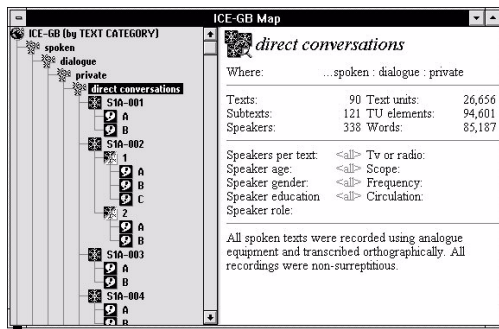 ICE-GB Map
ICE-GB (by TEXT CATEGORY)
spoken
dialogue
private
direct conversations
S1A-001
A
B
S1A-002
1
A
B
C
2
A
B
S1A-003
A
B
S1A-004
A
B
direct conversations
Where: ...spoken : dialogue : private
Texts: 90 Text units: 26,656
Subtexts: 121 TU elements: 94,601
Speakers: 338 Words: 85,187
Speakers per text: <all> Tv or radio:
Speaker age: <all> Scope:
Speaker gender: <all> Frequency:
Speaker education <all> Circulation:
Speaker role:
All spoken texts were recorded using analogue
equipment and transcribed orthographically. All
recordings were non-surreptitious.